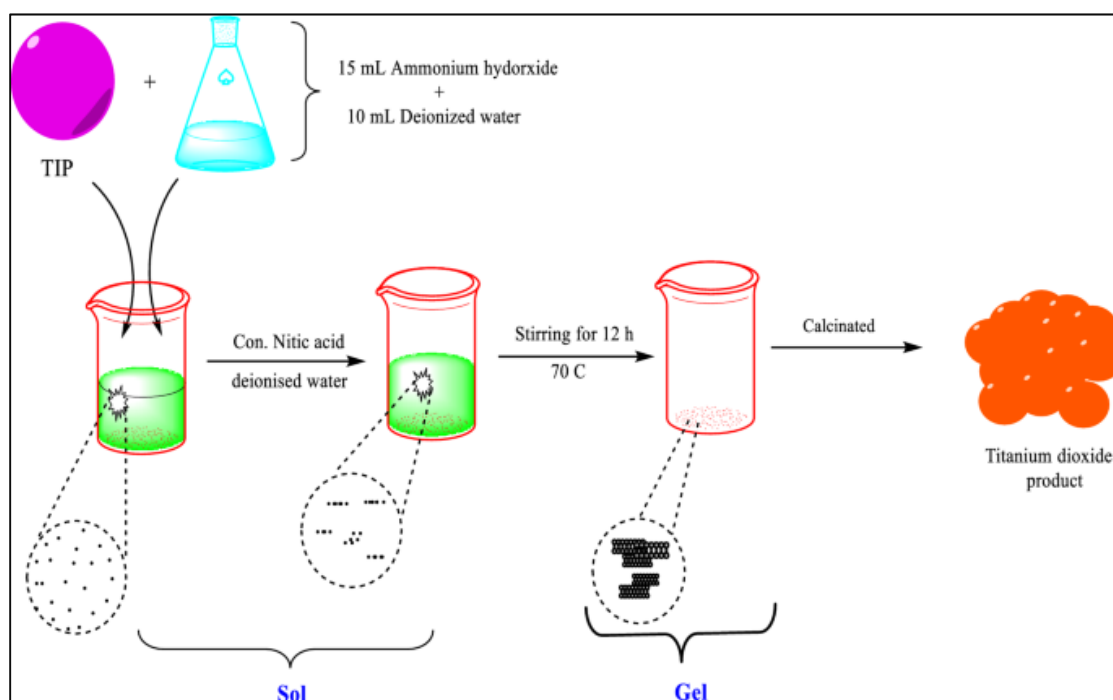 15 mL Ammonium hydorxide
+
+
10 mL Deionized water
TIP
Con. Nitic acid
deionised water
Stirring for 12 h
70 C
Calcinated
Titanium dioxide
product
Sol
Gel